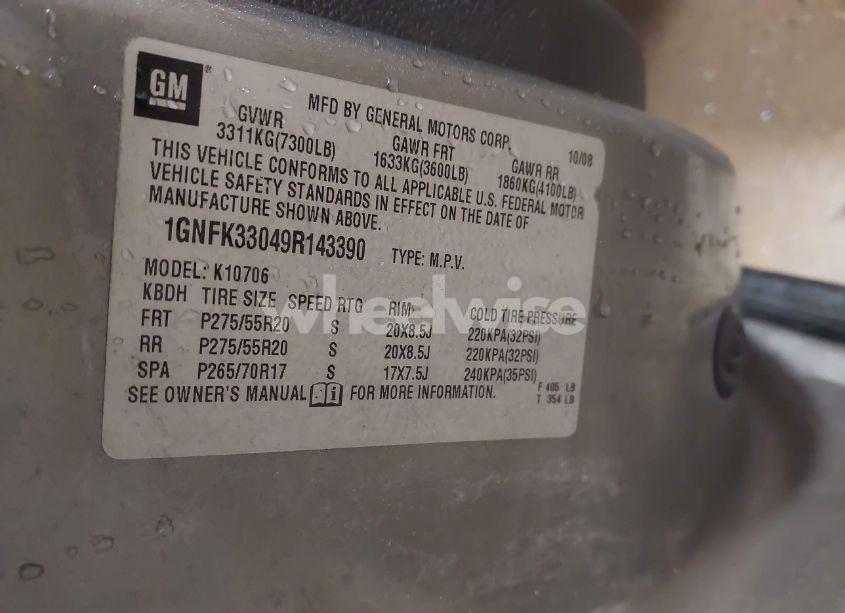 GM
MFD BY GENERAL MOTORS CORP.
10/08
GVWR GAWR FRT GAWR RR
3311KG(7300LB) 1633KG(3600LB) 1860KG(4100LB)
THIS VEHICLE CONFORMS TO ALL APPLICABLE U.S. FEDERAL MOTOR
VEHICLE SAFETY STANDARDS IN EFFECT ON THE DATE OF
MANUFACTURE SHOWN ABOVE.
1GNFK33049R143390 TYPE: M.P.V.
MODEL: K10706
KBDH TIRE SIZE SPEED RTG RIM COLD TIRE PRESSURE
FRT P275/55R20 S 20X8.5J 220KPA(32PSI)
RR P275/55R20 S 20X8.5J 220KPA(32PSI)
SPA P265/70R17 S 17X7.5J 240KPA(35PSI)
F 405 LB
T 354 LB
SEE OWNER'S MANUAL i FOR MORE INFORMATION.
wheelwise